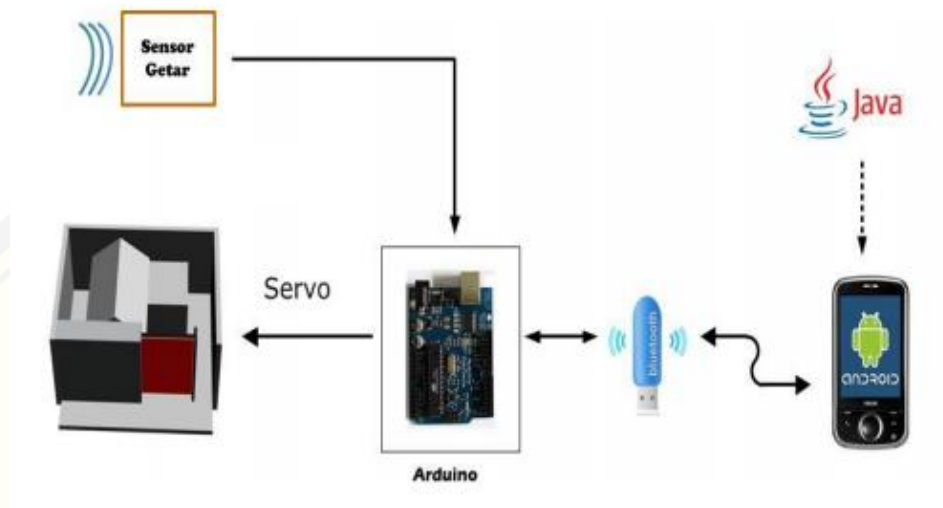 Sensor
Getar
Java
Servo
bluetooth
ANDROID
Arduino